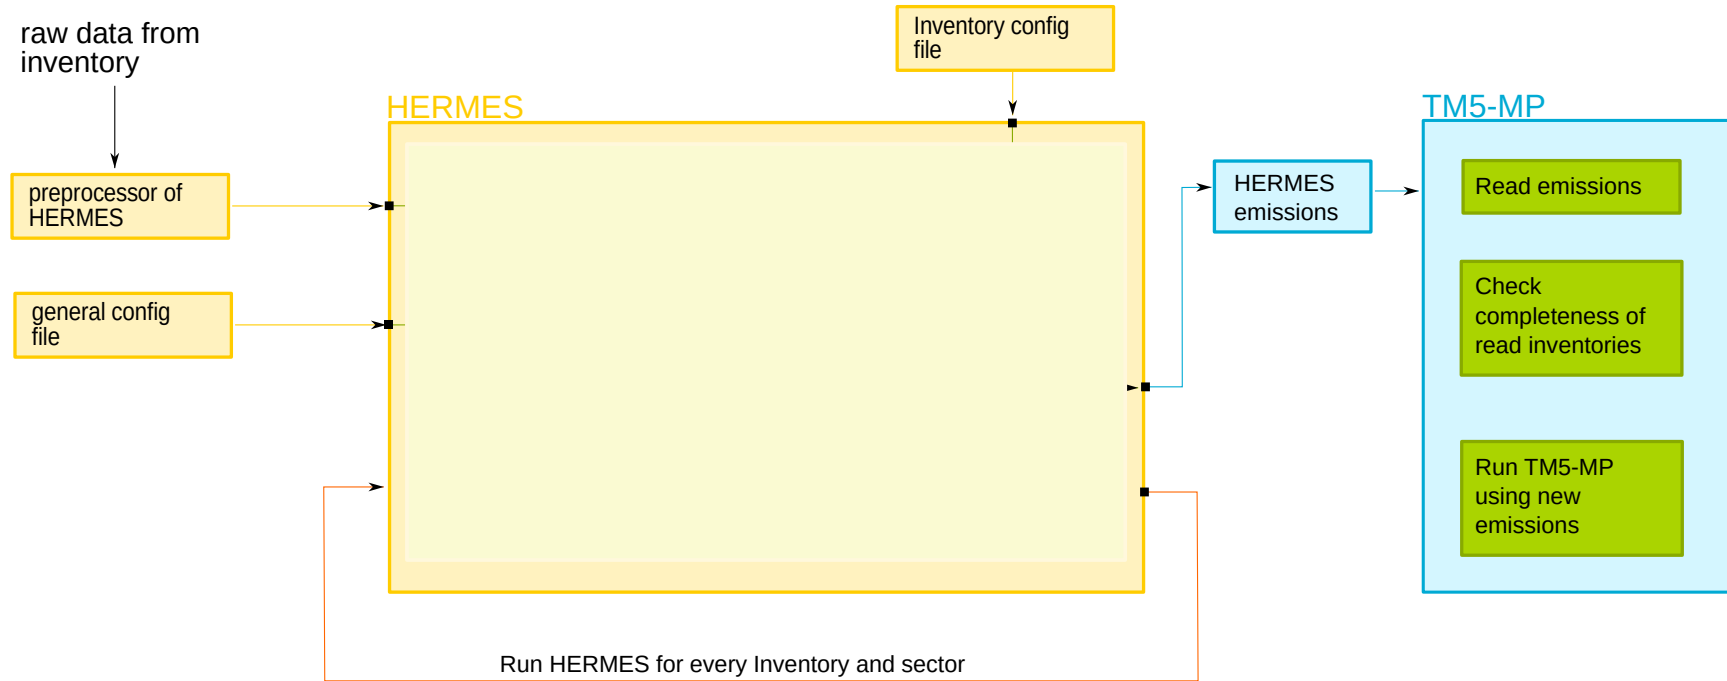 raw data from
inventory
Inventory config
file
HERMES
TM5-MP
preprocessor of
HERMES
general config
file
HERMES
emissions
Read emissions
Check
completeness of
read inventories
Run TM5-MP
using new
emissions
Run HERMES for every Inventory and sector